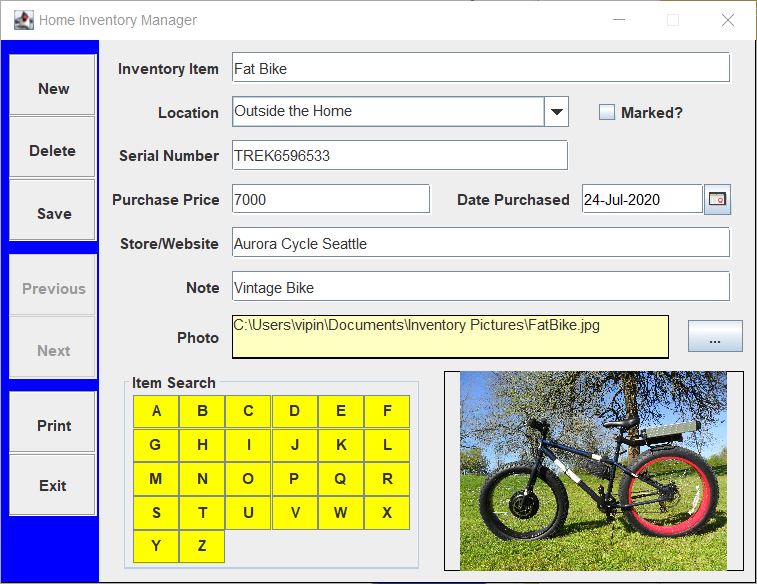 Home Inventory Manager
New
Delete
Save
Previous
Next
Print
Exit
Inventory Item Fat Bike
Location Outside the Home Marked?
Serial Number TREK6596533
Purchase Price 7000 Date Purchased 24-Jul-2020
Store/Website Aurora Cycle Seattle
Note Vintage Bike
Photo C:\Users\vipin\Documents\Inventory Pictures\FatBike.jpg ...
Item Search
A B C D E F
G H I J K L
M N O P Q R
S T U V W X
Y Z